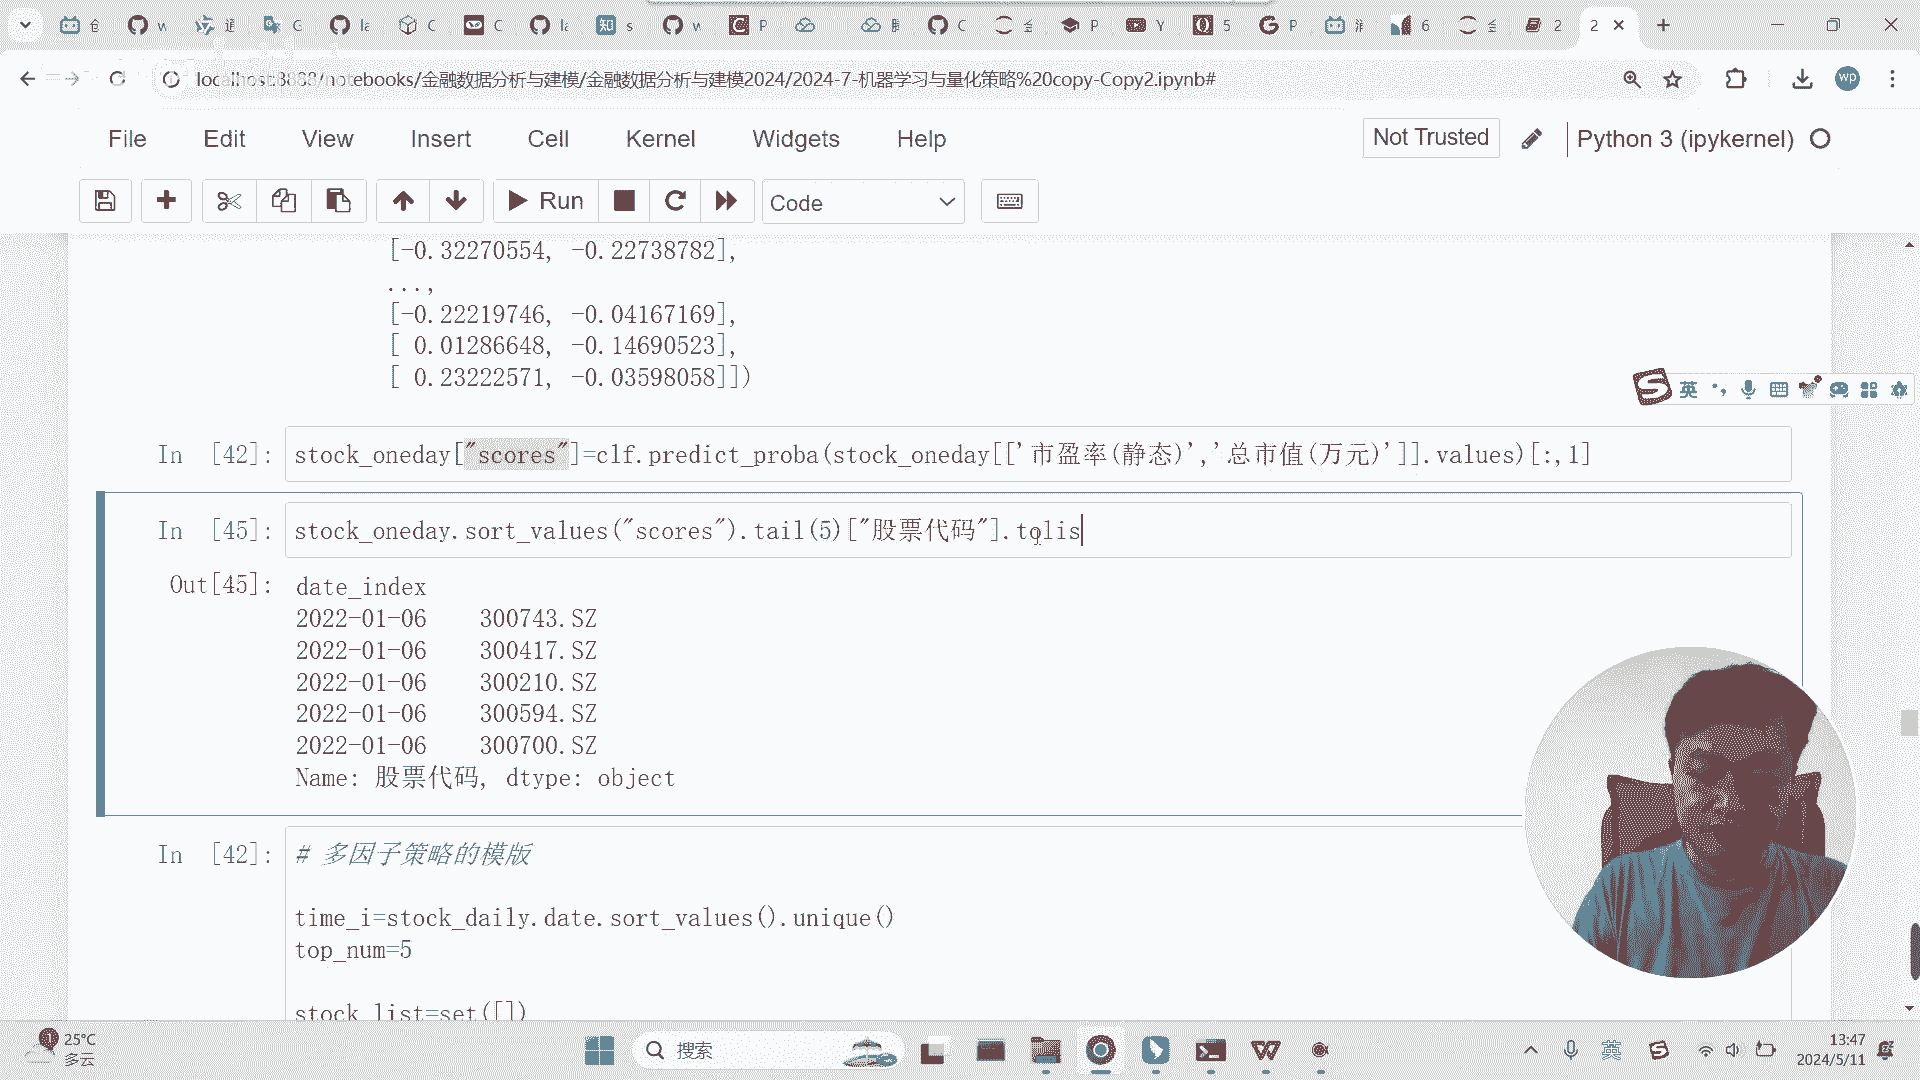 localhost:8888/notebooks/金融数据分析与建模/金融数据分析与建模2024/2024-7-机器学习与量化策略%20copy-Copy2.ipynb#
wp
File Edit View Insert Cell Kernel Widgets Help
Not Trusted
Python 3 (ipykernel)
Run
Code
[-0.32270554, -0.22738782],
...,
[-0.22219746, -0.04167169],
[ 0.01286648, -0.14690523],
[ 0.23222571, -0.03598058]])
英
In [42]: stock_oneday["scores"]=clf.predict_proba(stock_oneday[['市盈率(静态)','总市值(万元)']].values)[:,1]
In [45]: stock_oneday.sort_values("scores").tail(5)["股票代码"].tolis
Out[45]: date_index
2022-01-06 300743.SZ
2022-01-06 300417.SZ
2022-01-06 300210.SZ
2022-01-06 300594.SZ
2022-01-06 300700.SZ
Name: 股票代码, dtype: object
In [42]: # 多因子策略的模版
time_i=stock_daily.date.sort_values().unique()
top_num=5
stock_list=set([])
1
25°C
多云
搜索
英
13:47
2024/5/11